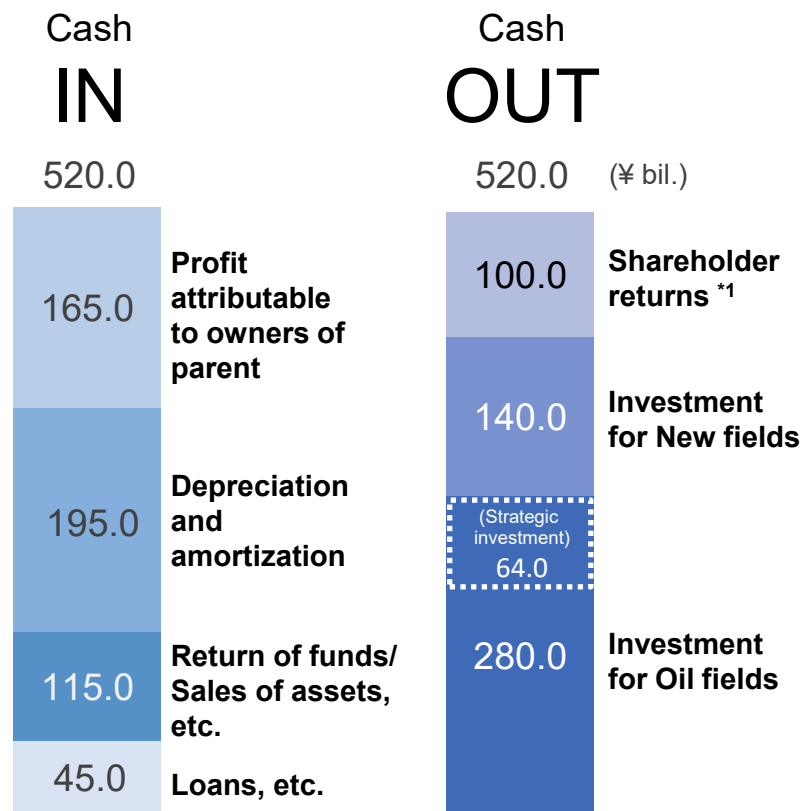 Cash
IN
520.0
165.0
Profit
attributable
to owners of
parent
195.0
Depreciation
and
amortization
115.0
Return of funds/
Sales of assets,
etc.
45.0
Loans, etc.
Cash
OUT
520.0
(¥ bil.)
100.0
Shareholder
returns *1
140.0
Investment
for New fields
(Strategic
investment)
64.0
280.0
Investment
for Oil fields